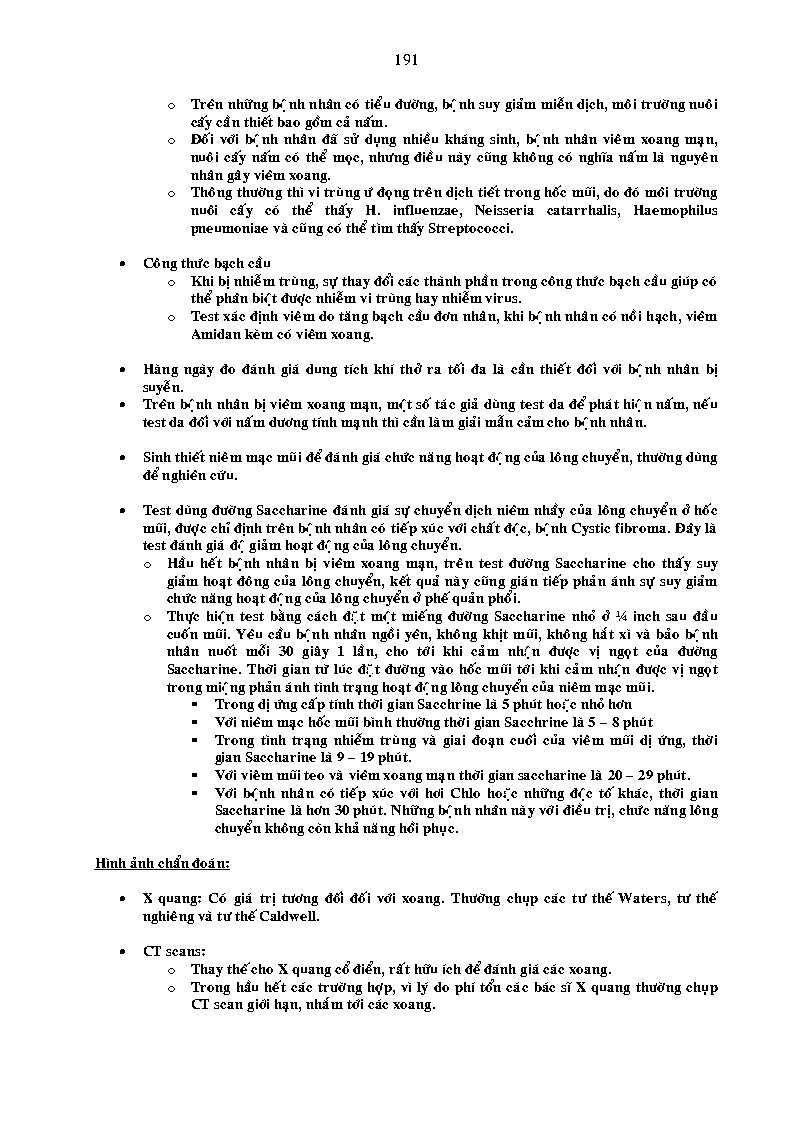 191
o Trên những bệnh nhân có tiểu đường, bệnh suy giảm miễn dịch, môi trường nuôi
cấy cần thiết bao gồm cả nấm.
o Đối với bệnh nhân đã sử dụng nhiều kháng sinh, bệnh nhân viêm xoang mạn,
nuôi cấy nấm có thể mọc, nhưng điều này cũng không có nghĩa nấm là nguyên
nhân gây viêm xoang.
o Thông thường thì vi trùng ứ đọng trên dịch tiết trong hốc mũi, do đó môi trường
nuôi cấy có thể thấy H. influenzae, Neisseria catarrhalis, Haemophilus
pneumoniae và cũng có thể tìm thấy Streptococci.
• Công thức bạch cầu
o Khi bị nhiễm trùng, sự thay đổi các thành phần trong công thức bạch cầu giúp có
thể phân biệt được nhiễm vi trùng hay nhiễm virus.
o Test xác định viêm do tăng bạch cầu đơn nhân, khi bệnh nhân có nổi hạch, viêm
Amidan kèm có viêm xoang.
• Hàng ngày đo đánh giá dung tích khí thở ra tối đa là cần thiết đối với bệnh nhân bị
suyễn.
• Trên bệnh nhân bị viêm xoang mạn, một số tác giả dùng test da để phát hiện nấm, nếu
test da đối với nấm dương tính mạnh thì cần làm giải mẫn cảm cho bệnh nhân.
• Sinh thiết niêm mạc mũi để đánh giá chức năng hoạt động của lông chuyển, thường dùng
để nghiên cứu.
• Test dùng đường Saccharine đánh giá sự chuyển dịch niêm nhầy của lông chuyển ở hốc
mũi, được chỉ định trên bệnh nhân có tiếp xúc với chất độc, bệnh Cystic fibroma. Đây là
test đánh giá độ giảm hoạt động của lông chuyển.
o Hầu hết bệnh nhân bị viêm xoang mạn, trên test đường Saccharine cho thấy suy
giảm hoạt đông của lông chuyển, kết quả này cũng gián tiếp phản ánh sự suy giảm
chức năng hoạt động của lông chuyển ở phế quản phổi.
o Thực hiện test bằng cách đặt một miếng đường Saccharine nhỏ ở ¼ inch sau đầu
cuốn mũi. Yêu cầu bệnh nhân ngồi yên, không khịt mũi, không hắt xì và bảo bệnh
nhân nuốt mỗi 30 giây 1 lần, cho tới khi cảm nhận được vị ngọt của đường
Saccharine. Thời gian từ lúc đặt đường vào hốc mũi tới khi cảm nhận được vị ngọt
trong miệng phản ánh tình trạng hoạt động lông chuyển của niêm mạc mũi.
▪ Trong dị ứng cấp tính thời gian Sacchrine là 5 phút hoặc nhỏ hơn
▪ Với niêm mạc hốc mũi bình thường thời gian Sacchrine là 5 – 8 phút
▪ Trong tình trạng nhiễm trùng và giai đoạn cuối của viêm mũi dị ứng, thời
gian Saccharine là 9 – 19 phút.
▪ Với viêm mũi teo và viêm xoang mạn thời gian saccharine là 20 – 29 phút.
▪ Với bệnh nhân có tiếp xúc với hơi Chlo hoặc những độc tố khác, thời gian
Saccharine là hơn 30 phút. Những bệnh nhân này với điều trị, chức năng lông
chuyển không còn khả năng hồi phục.
Hình ảnh chẩn đoán:
• X quang: Có giá trị tương đối đối với xoang. Thường chụp các tư thế Waters, tư thế
nghiêng và tư thế Caldwell.
• CT scans:
o Thay thế cho X quang cổ điển, rất hữu ích để đánh giá các xoang.
o Trong hầu hết các trường hợp, vì lý do phí tổn các bác sĩ X quang thường chụp
CT scan giới hạn, nhắm tới các xoang.